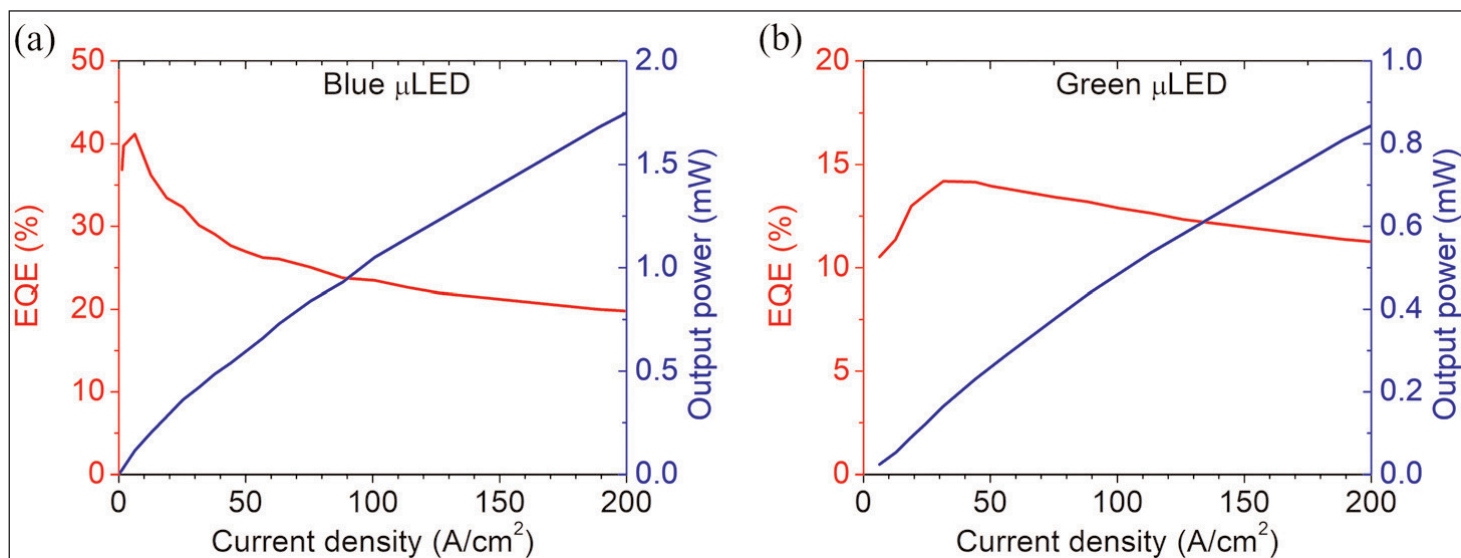 (a)
Blue μLED
EQE (%)
50
40
30
20
10
0
Output power (mW)
2.0
1.5
1.0
0.5
0.0
0 50 100 150 200
Current density (A/cm²)
(b)
Green μLED
EQE (%)
20
15
10
5
0
Output power (mW)
1.0
0.8
0.6
0.4
0.2
0.0
0 50 100 150 200
Current density (A/cm²)